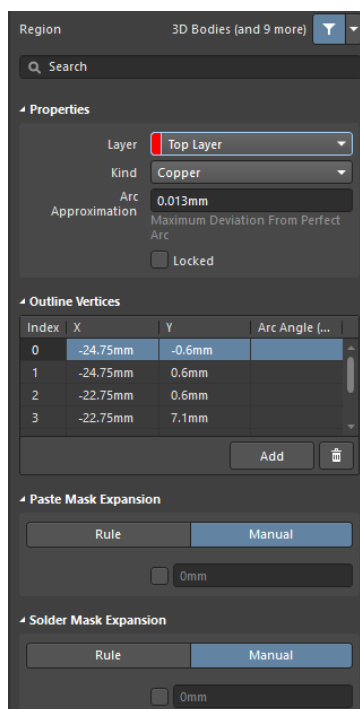 Region 3D Bodies (and 9 more)
Search
Properties
Layer Top Layer
Kind Copper
Arc Approximation 0.013mm
Maximum Deviation From Perfect
Arc
Locked
Outline Vertices
Index X Y Arc Angle (...
0 -24.75mm -0.6mm
1 -24.75mm 0.6mm
2 -22.75mm 0.6mm
3 -22.75mm 7.1mm
Add
Paste Mask Expansion
Rule Manual
0mm
Solder Mask Expansion
Rule Manual
0mm